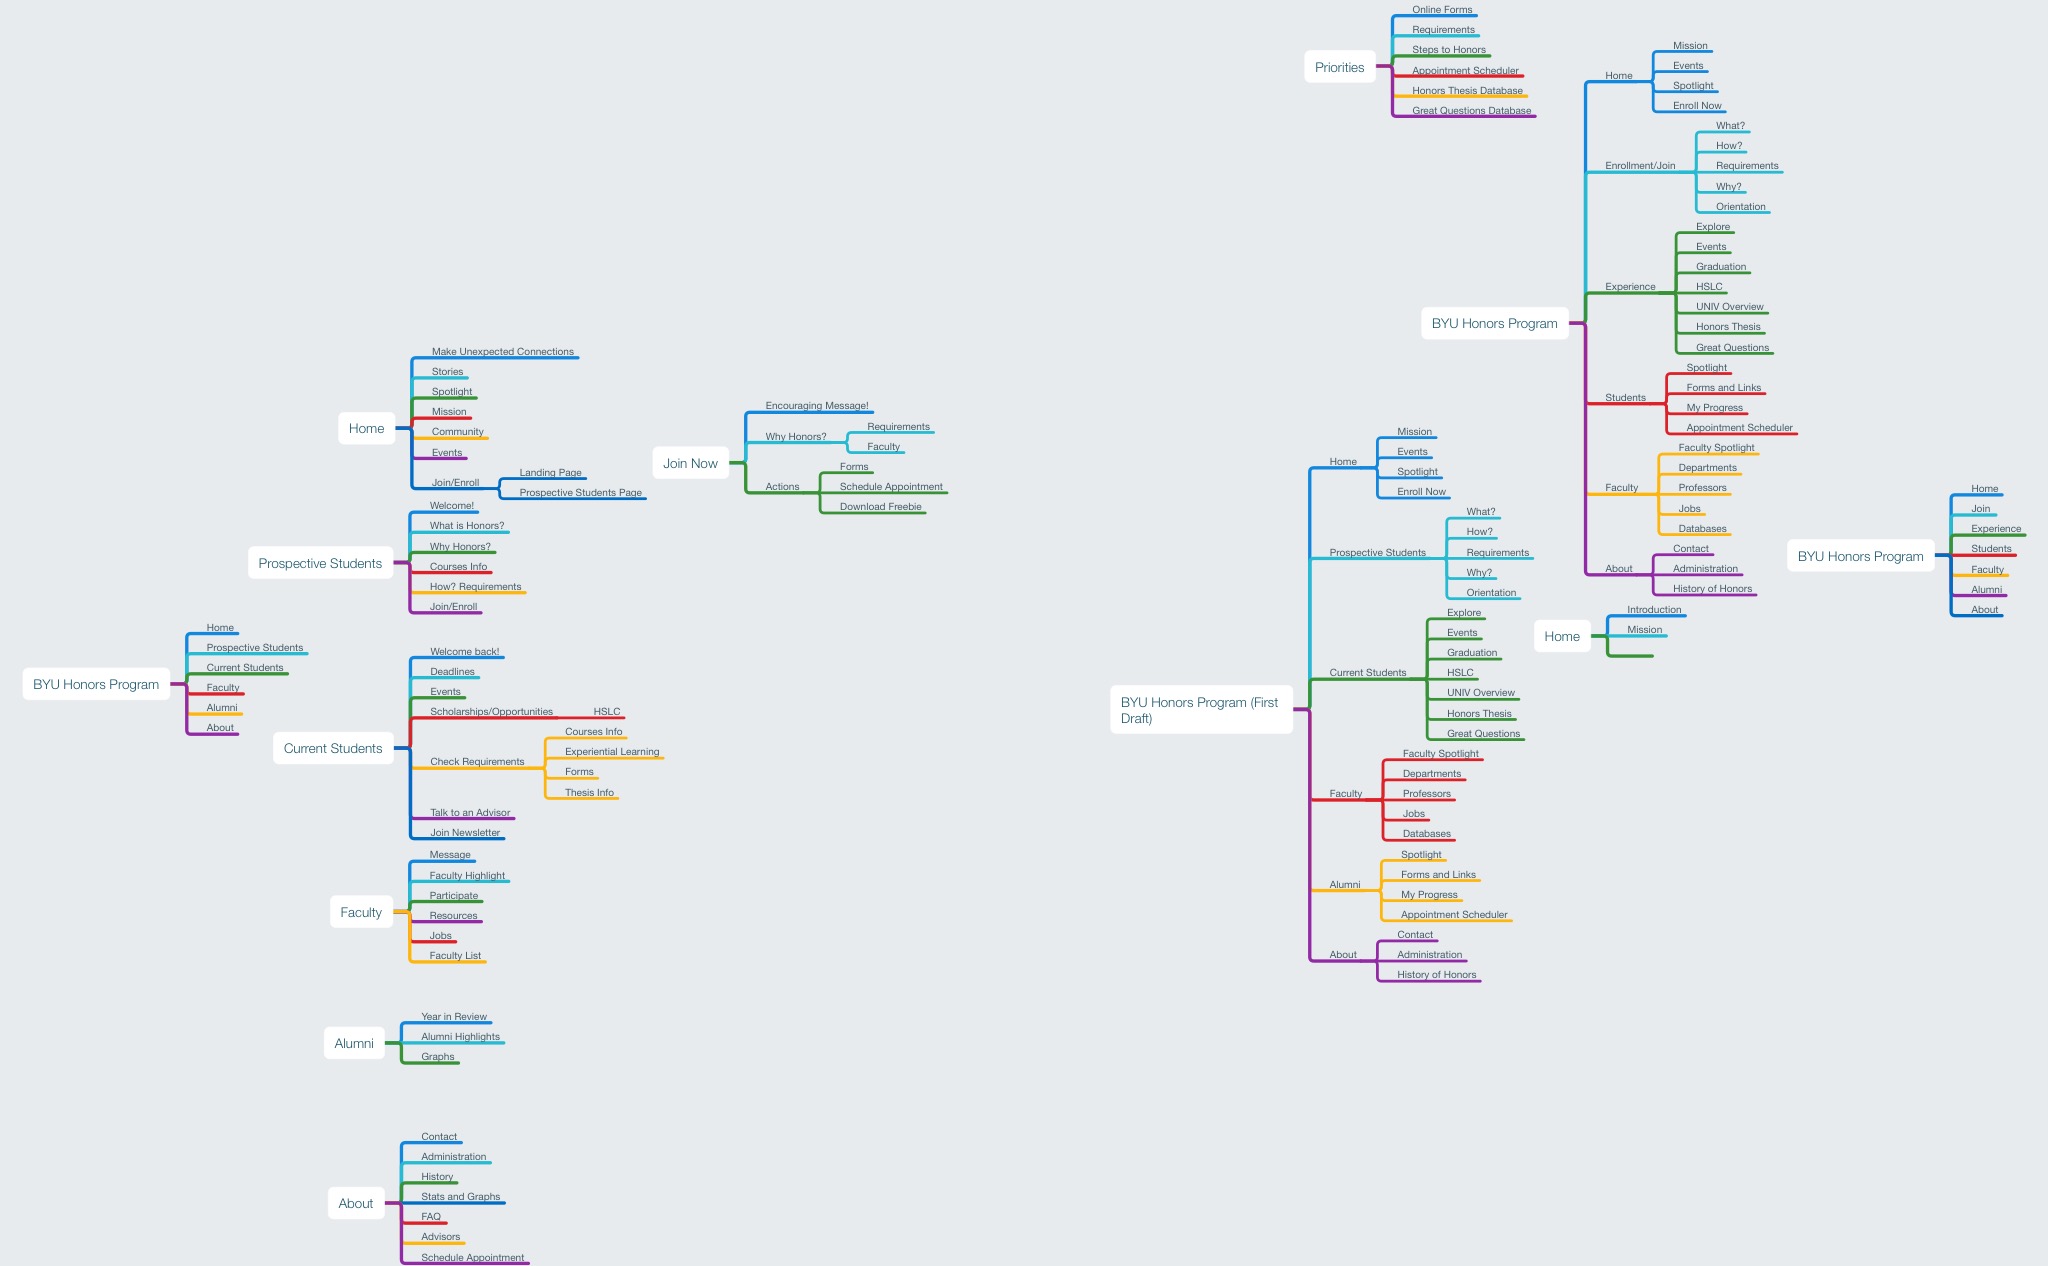 Make Unexpected Connections
Stories
Spotlight
Home
Mission
Community
Events
Join/Enroll
Landing Page
Prospective Students Page
Join Now
Encouraging Message!
Why Honors?
Requirements
Faculty
Actions
Forms
Schedule Appointment
Download Freebie
Prospective Students
Welcome!
What is Honors?
Why Honors?
Courses Info
How? Requirements
Join/Enroll
BYU Honors Program
Home
Prospective Students
Current Students
Faculty
Alumni
About
Current Students
Welcome back!
Deadlines
Events
Scholarships/Opportunities
HSLC
Check Requirements
Courses Info
Experiential Learning
Forms
Thesis Info
Talk to an Advisor
Join Newsletter
Faculty
Message
Faculty Highlight
Participate
Resources
Jobs
Faculty List
Alumni
Year in Review
Alumni Highlights
Graphs
About
Contact
Administration
History
Stats and Graphs
FAQ
Advisors
Schedule Appointment
Priorities
Online Forms
Requirements
Steps to Honors
Appointment Scheduler
Honors Thesis Database
Great Questions Database
BYU Honors Program
Home
Mission
Events
Spotlight
Enroll Now
Enrollment/Join
What?
How?
Requirements
Why?
Orientation
Experience
Explore
Events
Graduation
HSLC
UNIV Overview
Honors Thesis
Great Questions
Students
Spotlight
Forms and Links
My Progress
Appointment Scheduler
Faculty
Faculty Spotlight
Departments
Professors
Jobs
Databases
About
Contact
Administration
History of Honors
BYU Honors Program (First
Draft)
Home
Mission
Events
Spotlight
Enroll Now
Prospective Students
What?
How?
Requirements
Why?
Orientation
Current Students
Explore
Events
Graduation
HSLC
UNIV Overview
Honors Thesis
Great Questions
Faculty
Faculty Spotlight
Departments
Professors
Jobs
Databases
Alumni
Spotlight
Forms and Links
My Progress
Appointment Scheduler
About
Contact
Administration
History of Honors
Home
Introduction
Mission
BYU Honors Program
Home
Join
Experience
Students
Faculty
Alumni
About